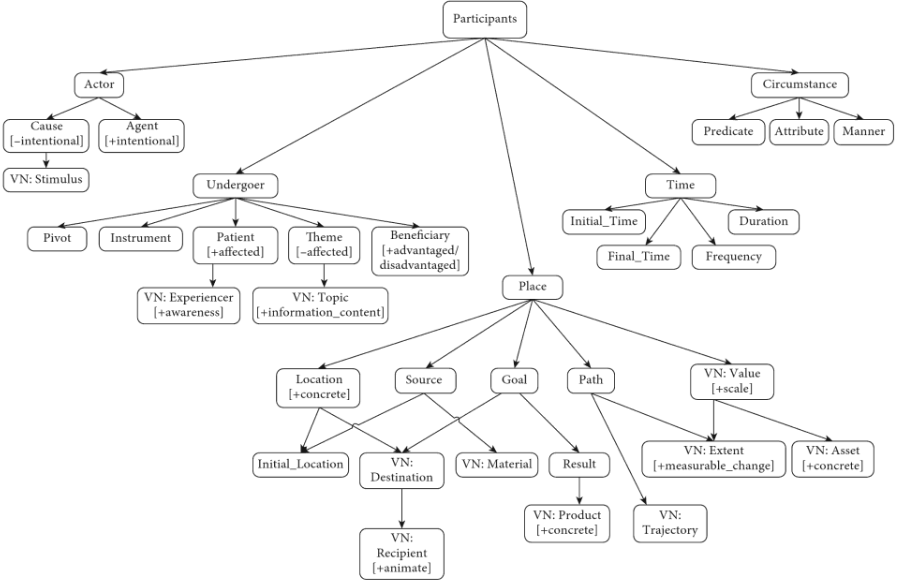 Participants
Actor
Circumstance
Cause
[–intentional]
Agent
[+intentional]
Predicate
Attribute
Manner
VN: Stimulus
Undergoer
Time
Pivot
Instrument
Patient
[+affected]
Theme
[–affected]
Beneficiary
[+advantaged/
disadvantaged]
Initial_Time
Duration
Final_Time
Frequency
VN: Experiencer
[+awareness]
VN: Topic
[+information_content]
Place
Location
[+concrete]
Source
Goal
Path
VN: Value
[+scale]
Initial_Location
VN:
Destination
VN: Material
Result
VN: Extent
[+measurable_change]
VN: Asset
[+concrete]
VN: Product
[+concrete]
VN:
Trajectory
VN:
Recipient
[+animate]